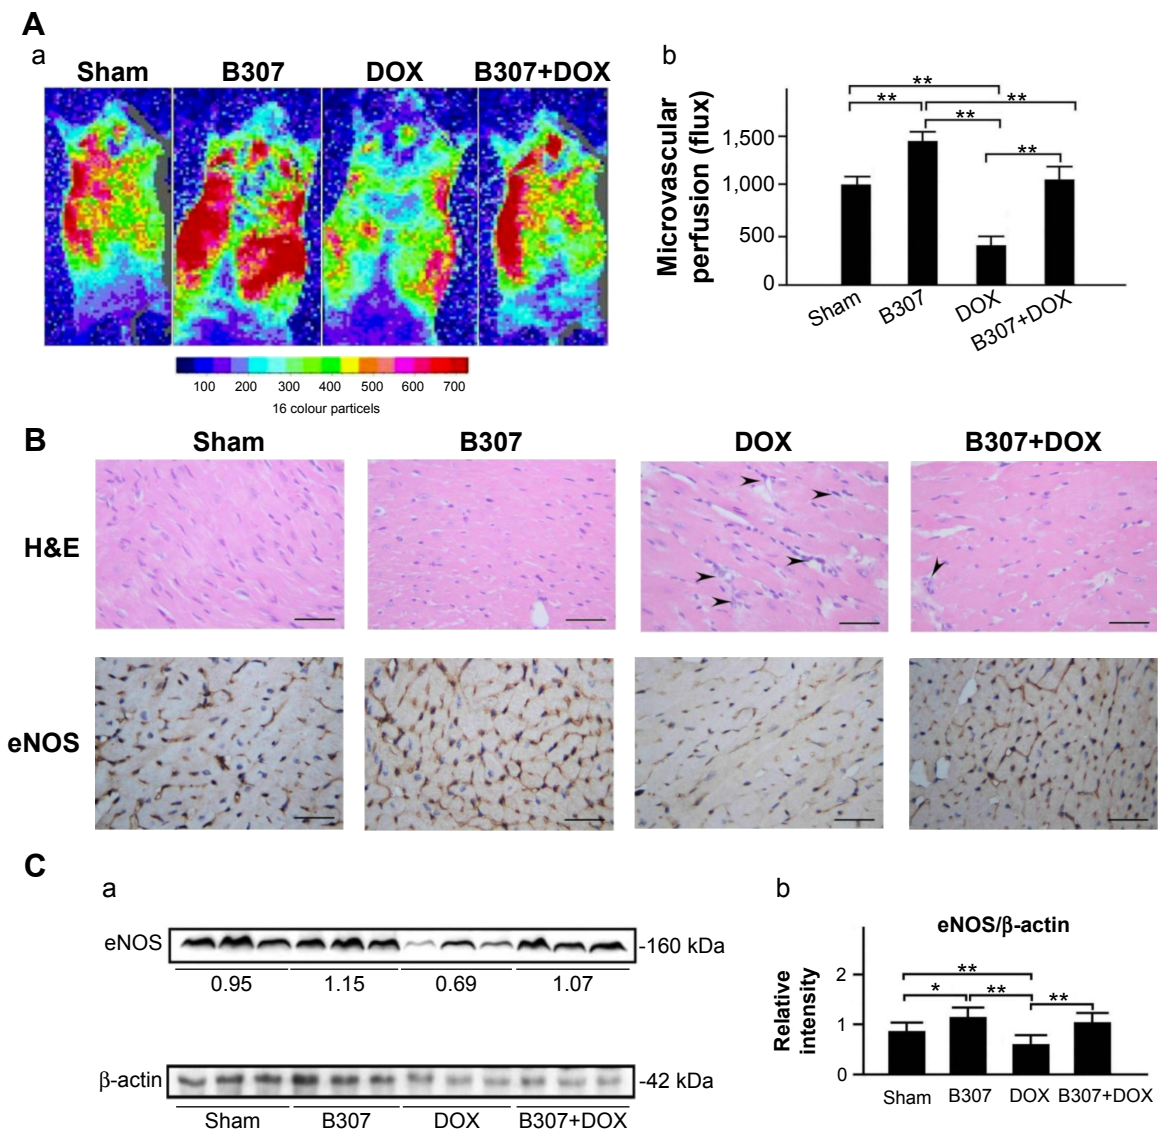 A
a
b
Sham B307 DOX B307+DOX
Microvascular
perfusion (flux)
1,500
1,000
500
0
** ** ** ** **
Sham B307 DOX B307+DOX
100 200 300 400 500 600 700
16 colour particels
B
Sham B307 DOX B307+DOX
H&E
eNOS
C
a
eNOS
-160 kDa
0.95 1.15 0.69 1.07
β-actin
-42 kDa
Sham B307 DOX B307+DOX
b
eNOS/β-actin
Relative
intensity
2
1
0
** * ** **
Sham B307 DOX B307+DOX